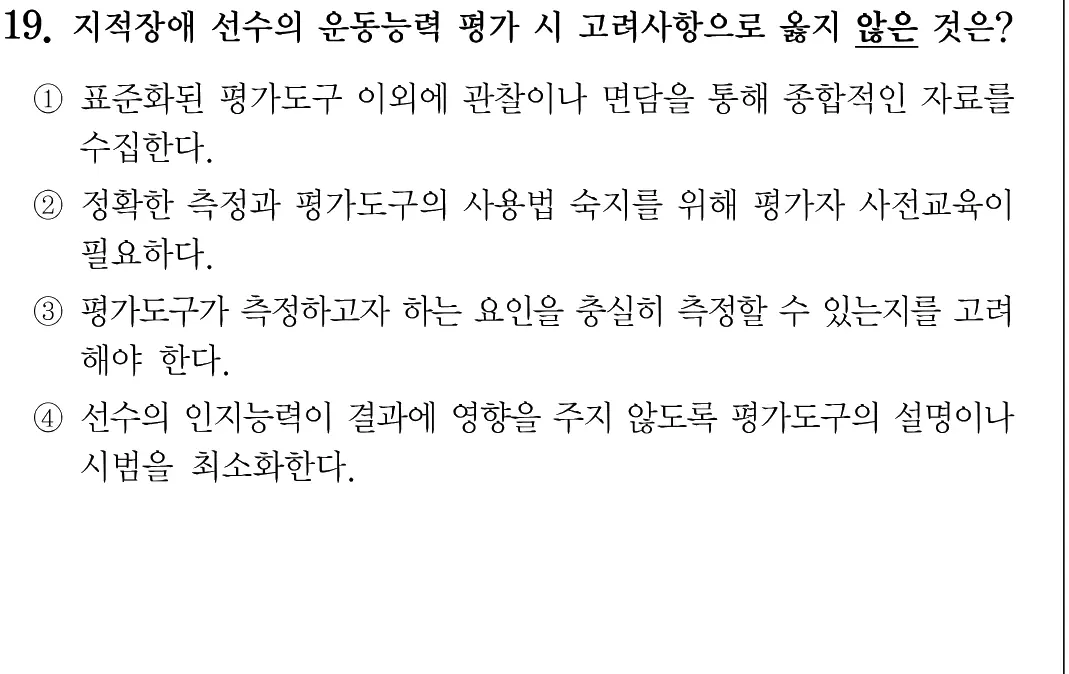 19. 지적장애 선수의 운동능력 평가 시 고려사항으로 옳지 않은 것은?
① 표준화된 평가도구 이외에 관찰이나 면담을 통해 종합적인 자료를
수집한다.
② 정확한 측정과 평가도구의 사용법 숙지를 위해 평가자 사전교육이
필요하다.
③ 평가도구가 측정하고자 하는 요인을 충실히 측정할 수 있는지를 고려
해야 한다.
④ 선수의 인지능력이 결과에 영향을 주지 않도록 평가도구의 설명이나
시범을 최소화한다.